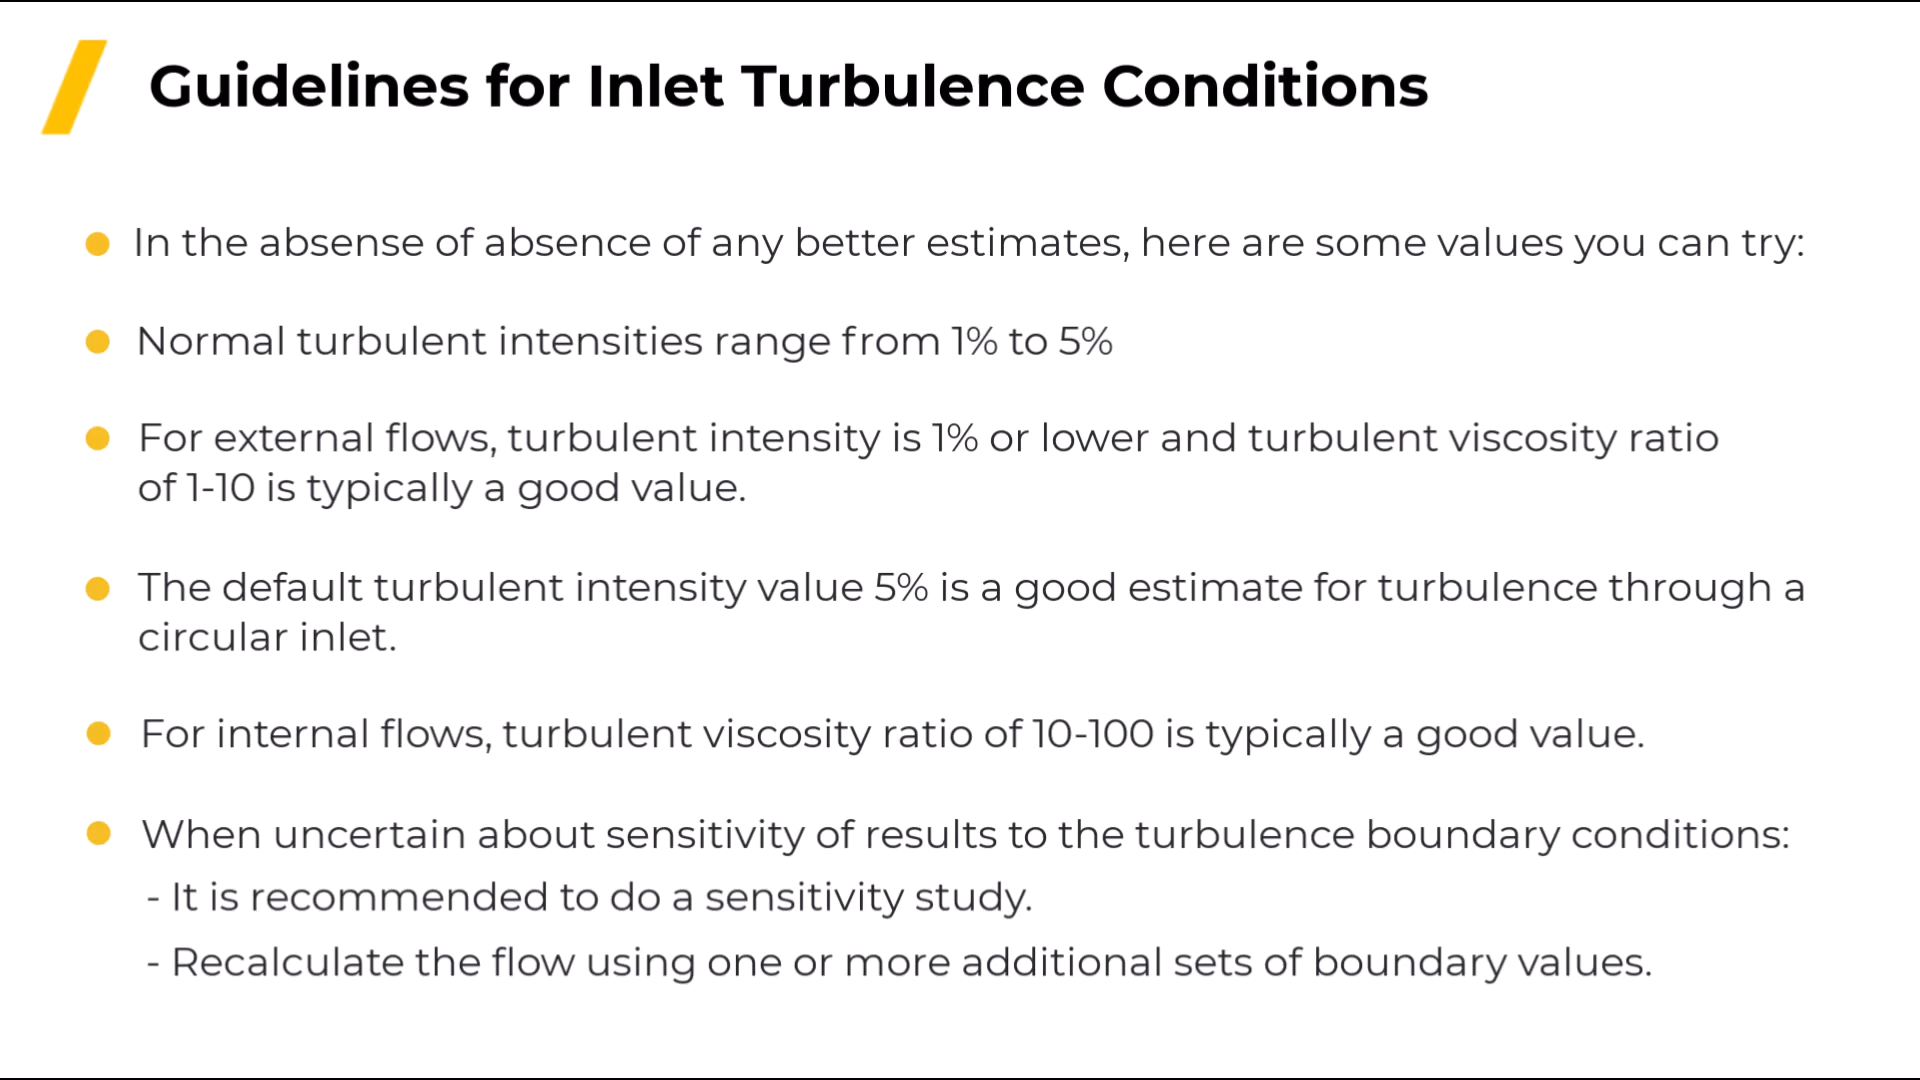 Guidelines for Inlet Turbulence Conditions
In the absense of absence of any better estimates, here are some values you can try:
Normal turbulent intensities range from 1% to 5%
For external flows, turbulent intensity is 1% or lower and turbulent viscosity ratio
of 1-10 is typically a good value.
The default turbulent intensity value 5% is a good estimate for turbulence through a
circular inlet.
For internal flows, turbulent viscosity ratio of 10-100 is typically a good value.
When uncertain about sensitivity of results to the turbulence boundary conditions:
- It is recommended to do a sensitivity study.
- Recalculate the flow using one or more additional sets of boundary values.